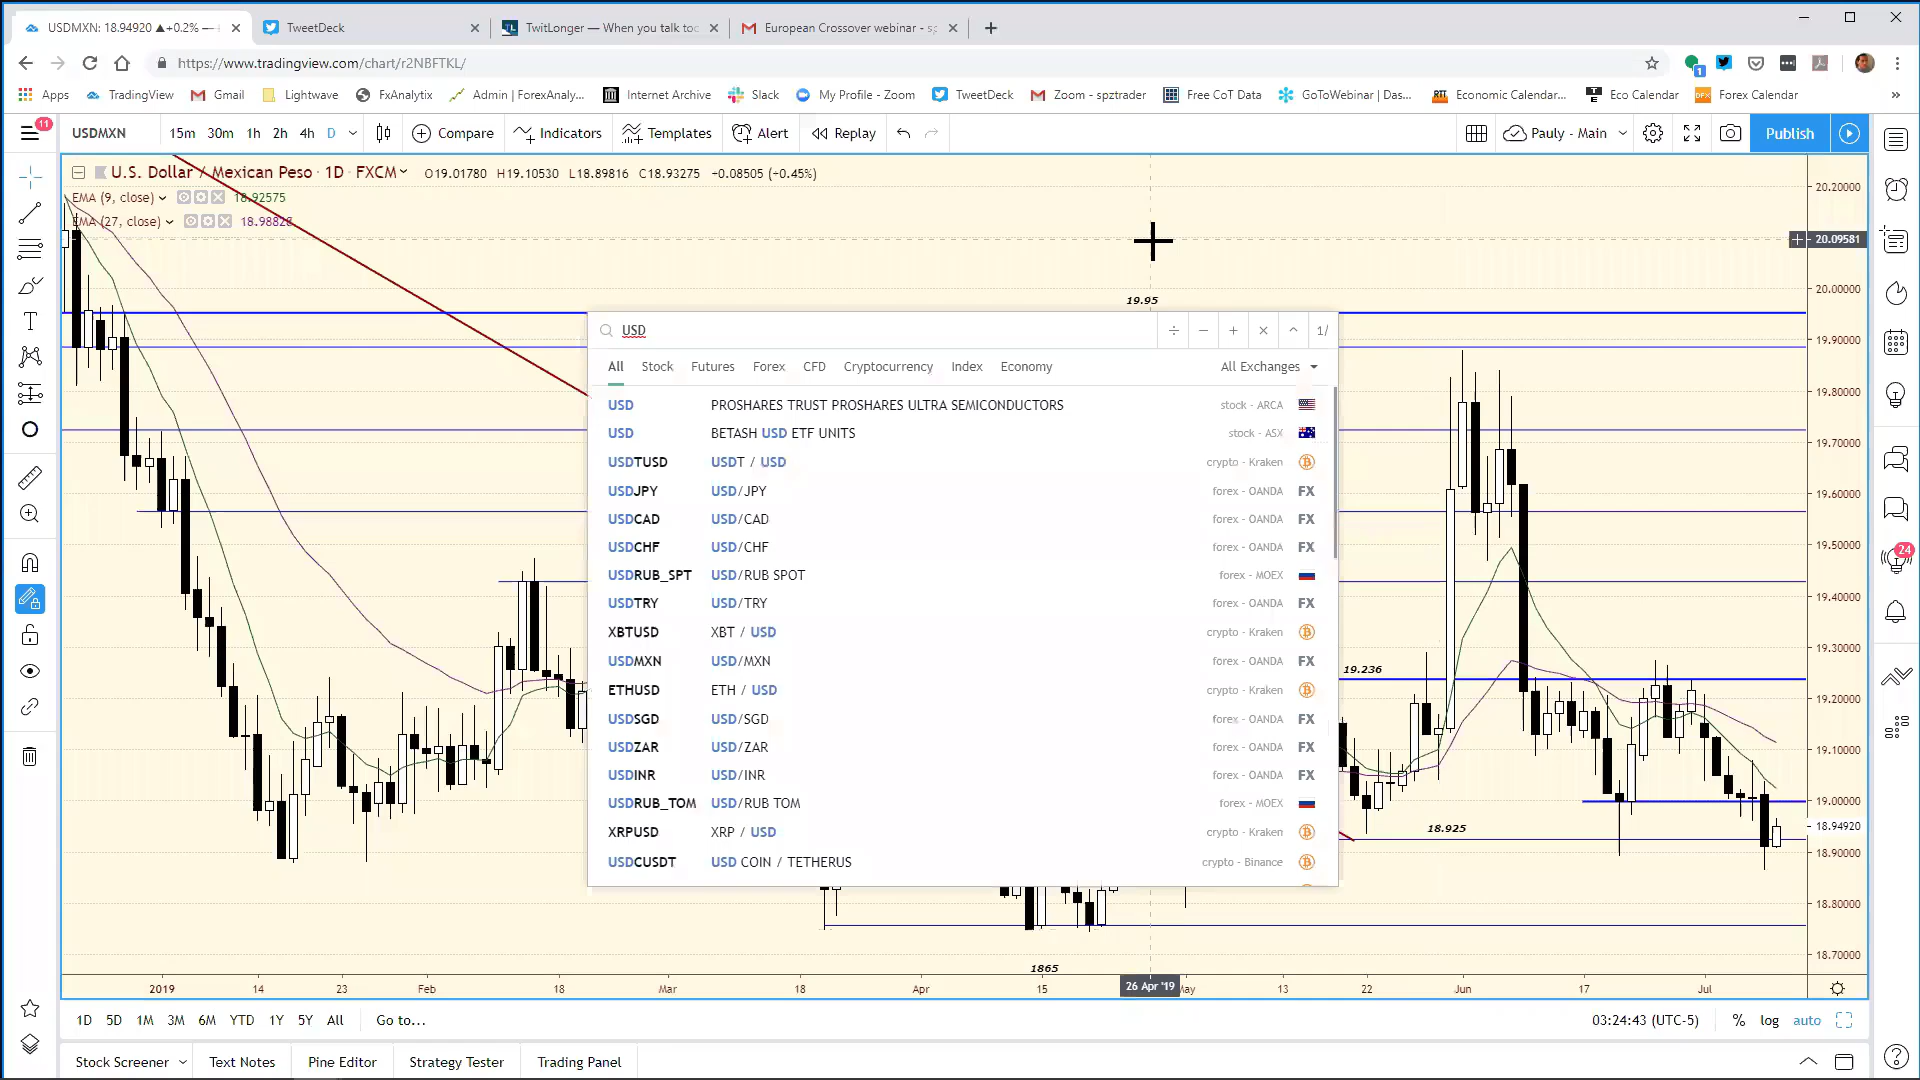 USDMXN: 18.94920 ▲+0.2%
TweetDeck
TwitLonger — When you talk too
European Crossover webinar - sp
https://www.tradingview.com/chart/r2NBFTKL/
1
Apps
TradingView
Gmail
Lightwave
FxAnalytix
Admin | ForexAnaly...
Internet Archive
Slack
My Profile - Zoom
TweetDeck
Zoom - spztrader
Free CoT Data
GoToWebinar | Das...
Economic Calendar...
Eco Calendar
Forex Calendar
»
11
USDMXN
15m 30m 1h 2h 4h D
Compare
Indicators
Templates
Alert
Replay
Pauly - Main
Publish
U.S. Dollar / Mexican Peso · 1D · FXCM
O19.01780 H19.10530 L18.89816 C18.93275 +0.08505 (+0.45%)
EMA (9, close) 18.92575
EMA (27, close)
20.20000
20.09581
20.00000
19.90000
19.80000
19.70000
19.60000
19.50000
19.40000
19.30000
19.20000
19.10000
19.00000
18.94920
18.90000
18.80000
18.70000
19.95
19.236
18.925
1865
USD
÷ − + × 1/
All Stock Futures Forex CFD Cryptocurrency Index Economy All Exchanges
USD PROSHARES TRUST PROSHARES ULTRA SEMICONDUCTORS stock - ARCA
USD BETASH USD ETF UNITS stock - ASX
USDTUSD USDT / USD crypto - Kraken
USDJPY USD/JPY forex - OANDA FX
USDCAD USD/CAD forex - OANDA FX
USDCHF USD/CHF forex - OANDA FX
USDRUB_SPT USD/RUB SPOT forex - MOEX
USDTRY USD/TRY forex - OANDA FX
XBTUSD XBT / USD crypto - Kraken
USDMXN USD/MXN forex - OANDA FX
ETHUSD ETH / USD crypto - Kraken
USDSGD USD/SGD forex - OANDA FX
USDZAR USD/ZAR forex - OANDA FX
USDINR USD/INR forex - OANDA FX
USDRUB_TOM USD/RUB TOM forex - MOEX
XRPUSD XRP / USD crypto - Kraken
USDCUSDT USD COIN / TETHERUS crypto - Binance
24
2019 14 23 Feb 18 Mar 18 Apr 15 26 Apr '19 May 13 22 Jun 17 Jul
1D 5D 1M 3M 6M YTD 1Y 5Y All Go to...
03:24:43 (UTC-5) % log auto
Stock Screener
Text Notes
Pine Editor
Strategy Tester
Trading Panel